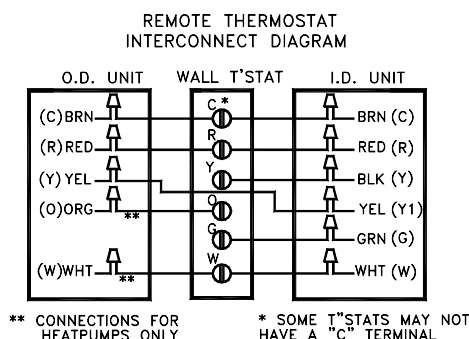 REMOTE THERMOSTAT
INTERCONNECT DIAGRAM
O.D. UNIT WALL T'STAT I.D. UNIT
(C)BRN C * BRN (C)
(R)RED R RED (R)
(Y) YEL Y BLK (Y)
(O)ORG ** O YEL (Y1)
G GRN (G)
(W)WHT ** W WHT (W)
** CONNECTIONS FOR
HEATPUMPS ONLY
* SOME T"STATS MAY NOT
HAVE A "C" TERMINAL